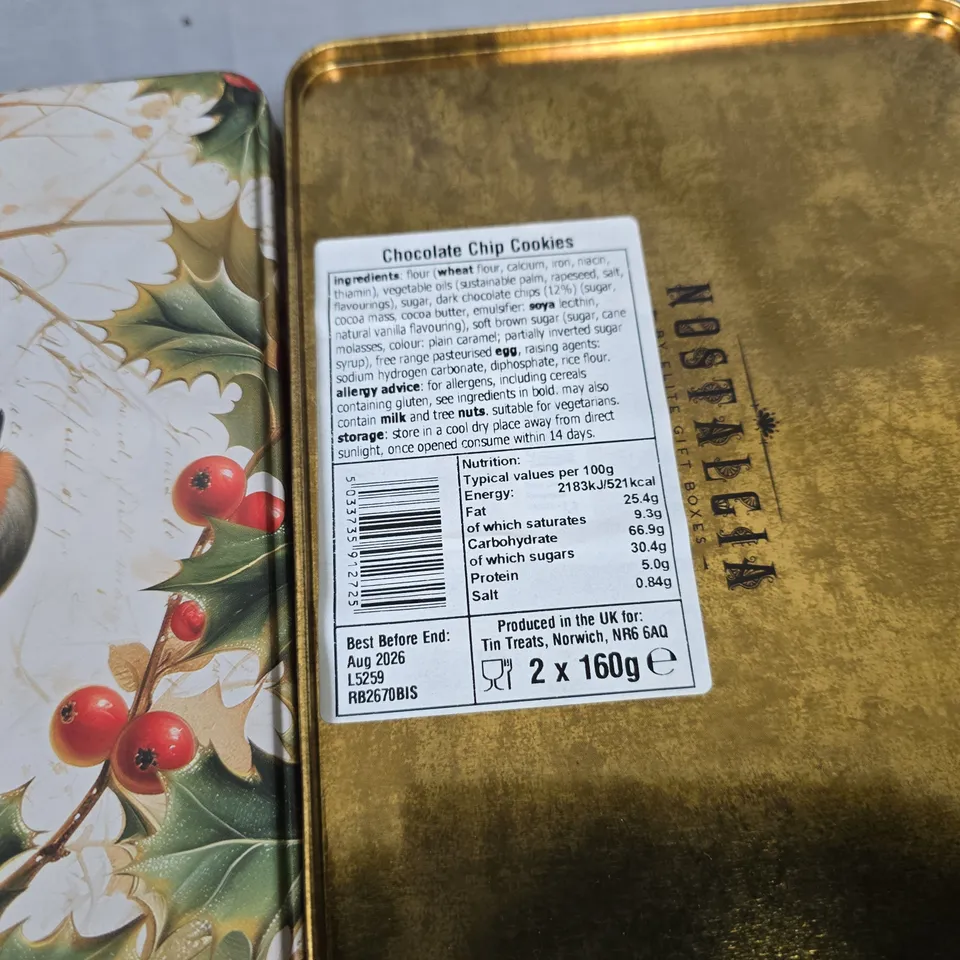 Chocolate Chip Cookies
ingredients: flour (wheat flour, calcium, iron, niacin,
thiamin), vegetable oils (sustainable palm, rapeseed, salt,
flavourings), sugar, dark chocolate chips (12%) (sugar,
cocoa mass, cocoa butter, emulsifier: soya lecithin,
natural vanilla flavouring), soft brown sugar (sugar, cane
molasses, colour: plain caramel; partially inverted sugar
syrup), free range pasteurised egg, raising agents:
sodium hydrogen carbonate, diphosphate, rice flour.
allergy advice: for allergens, including cereals
containing gluten, see ingredients in bold. may also
contain milk and tree nuts. suitable for vegetarians.
storage: store in a cool dry place away from direct
sunlight, once opened consume within 14 days.
5 033735 912725
Nutrition:
Typical values per 100g
Energy: 2183kJ/521kcal
Fat 25.4g
of which saturates 9.3g
Carbohydrate 66.9g
of which sugars 30.4g
Protein 5.0g
Salt 0.84g
Best Before End:
Aug 2026
L5259
RB2670BIS
Produced in the UK for:
Tin Treats, Norwich, NR6 6AQ
2 x 160g e
NOSTALGIA
BY ELITE GIFT BOXES